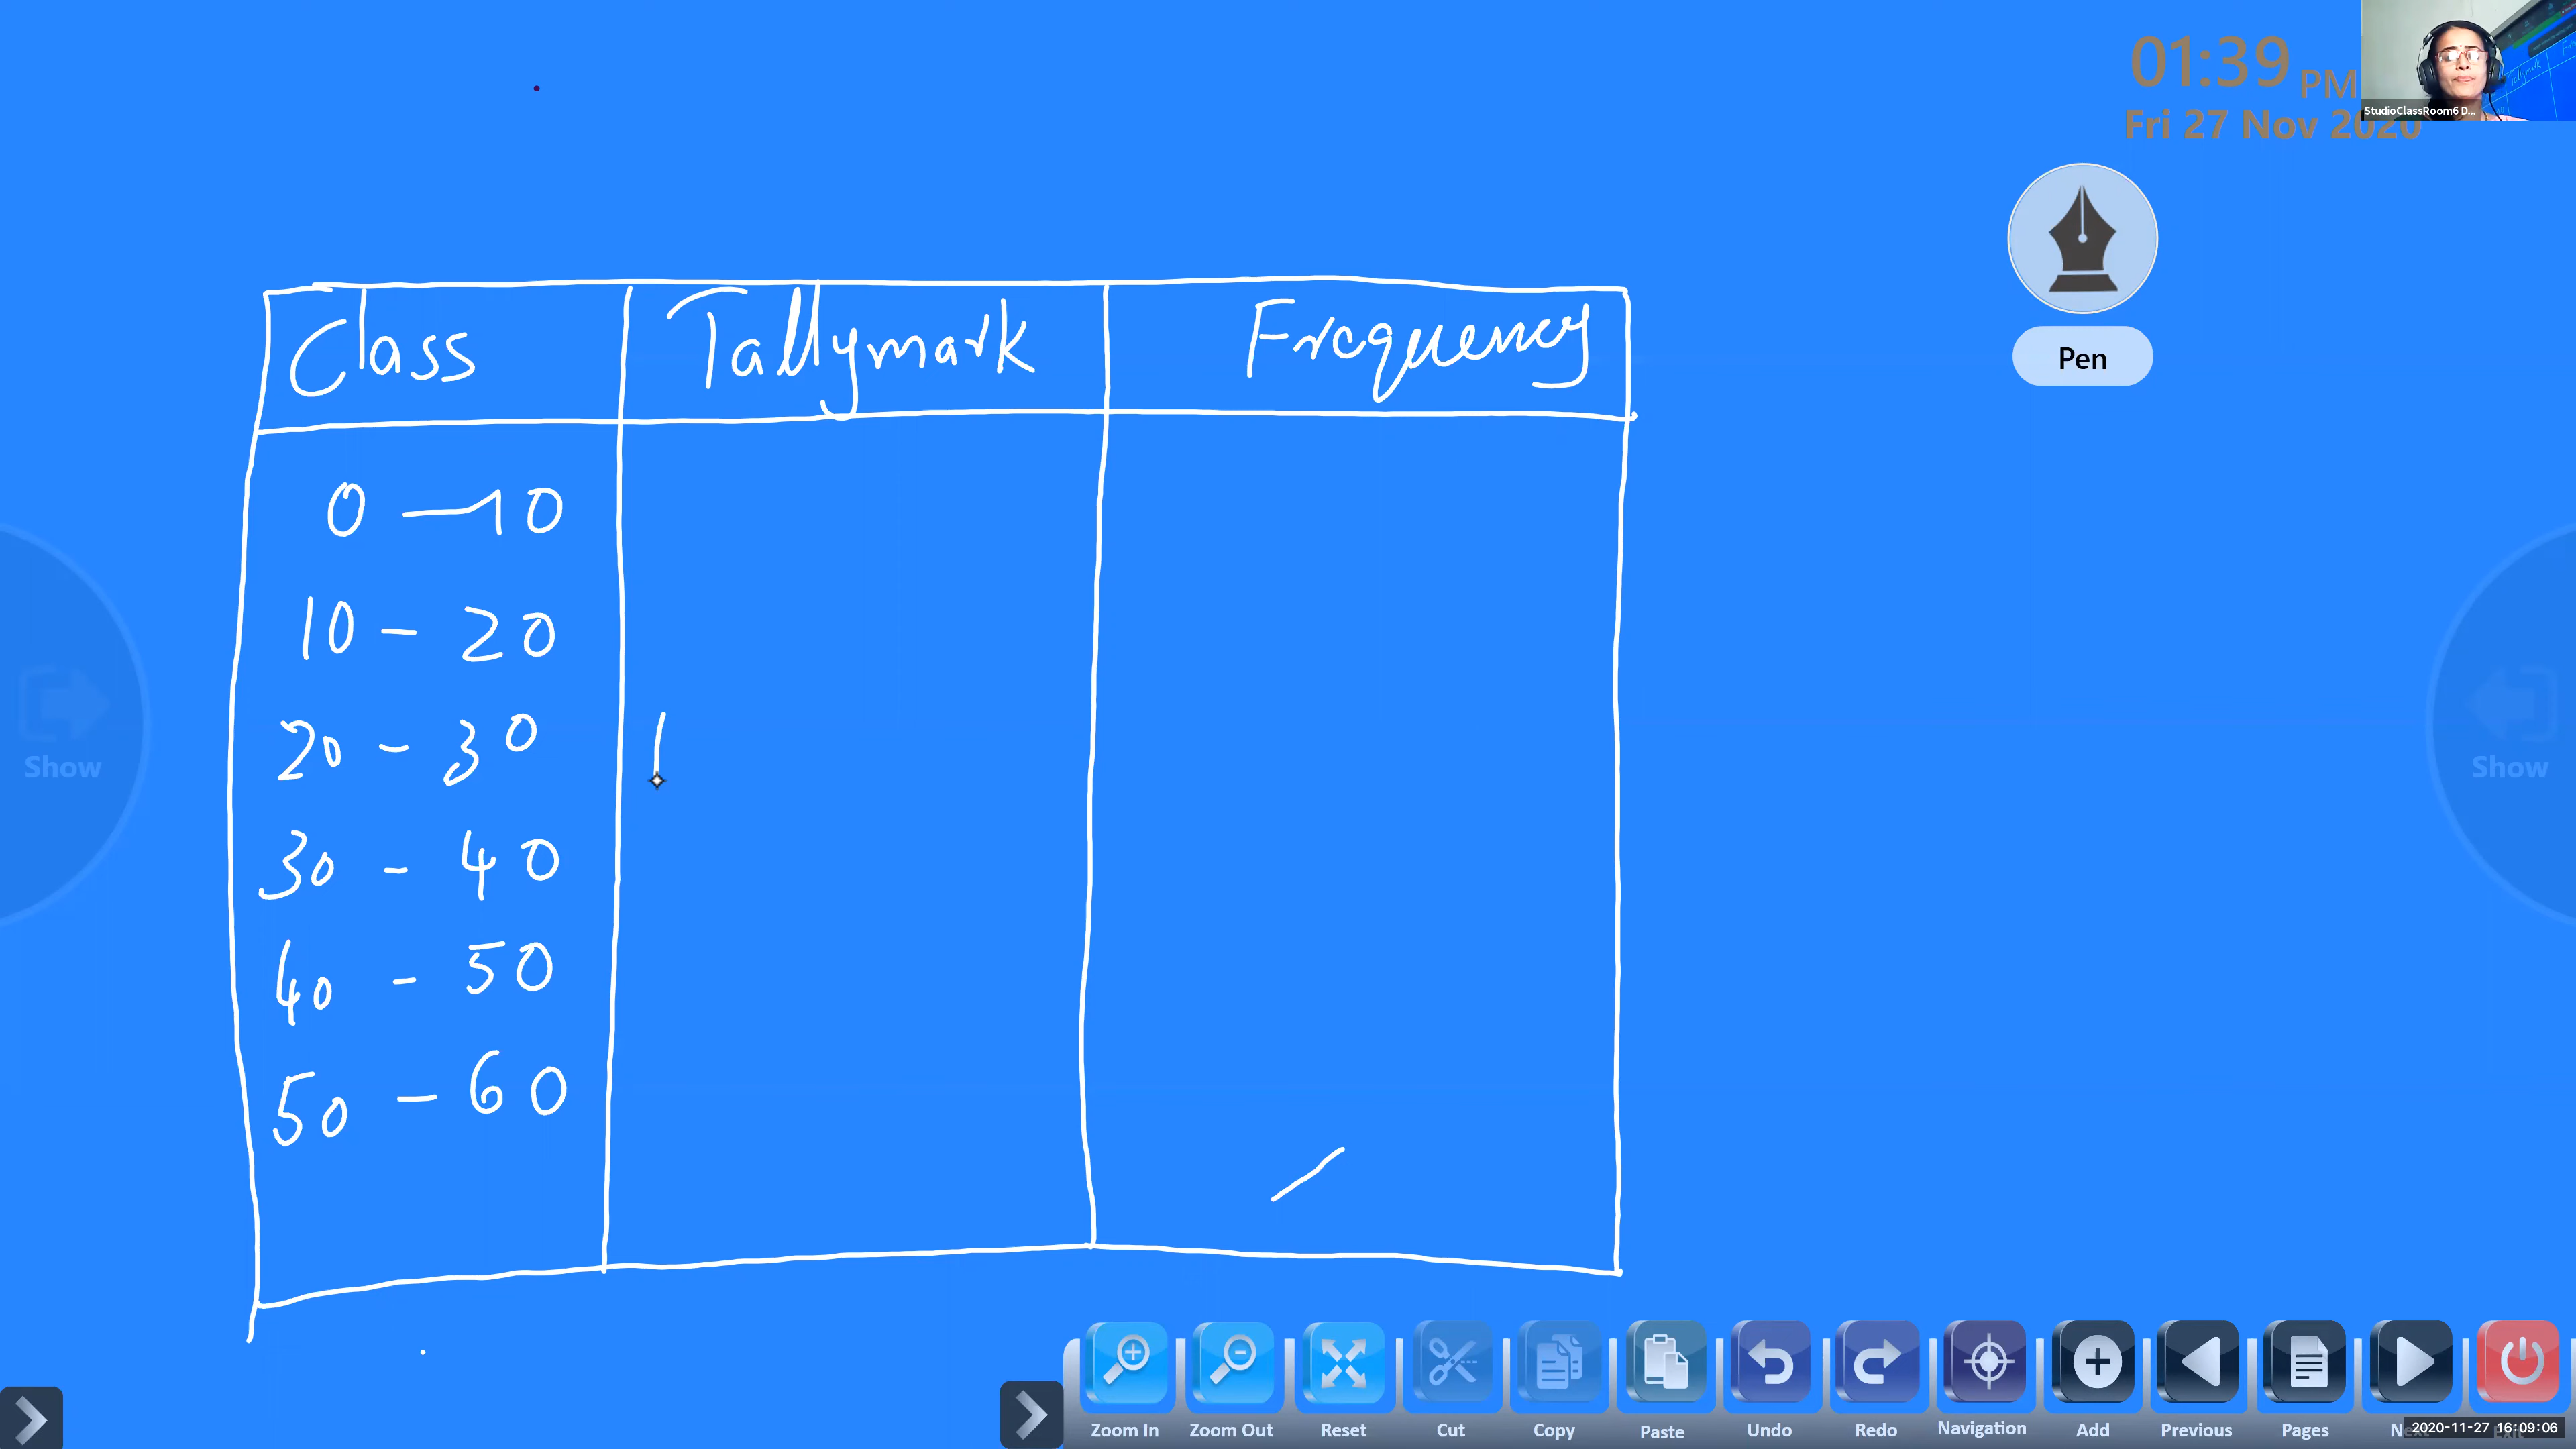 01:39 PM
Fri 27 Nov 2020
StudioClassRoom6 D...
Pen
Class Tallymark Frequency
0 - 10
10 - 20
20 - 30 |
30 - 40
40 - 50
50 - 60
Show
Show
Zoom In Zoom Out Reset Cut Copy Paste Undo Redo Navigation Add Previous Pages
2020-11-27 16:09:06